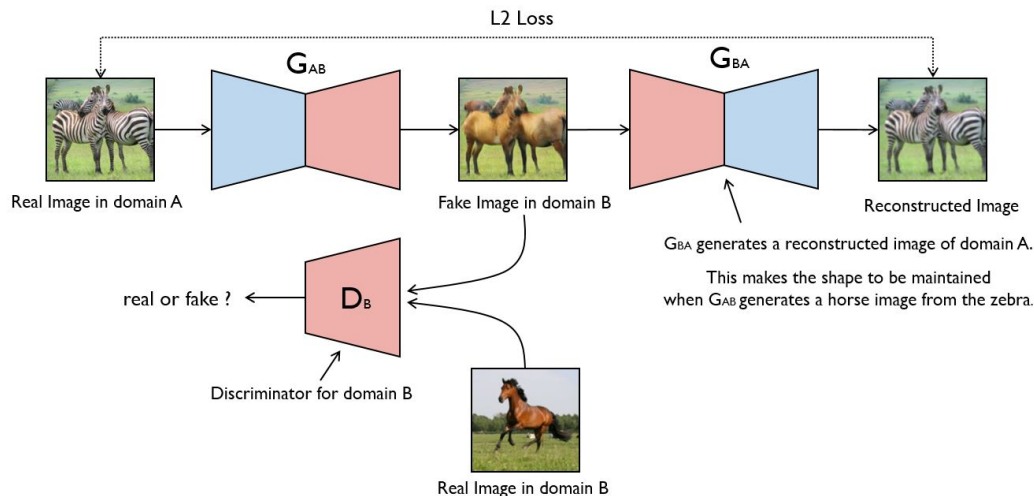 L2 Loss
GAB
GBA
Real Image in domain A
Fake Image in domain B
Reconstructed Image
GBA generates a reconstructed image of domain A.
This makes the shape to be maintained
when GAB generates a horse image from the zebra.
real or fake ?
DB
Discriminator for domain B
Real Image in domain B